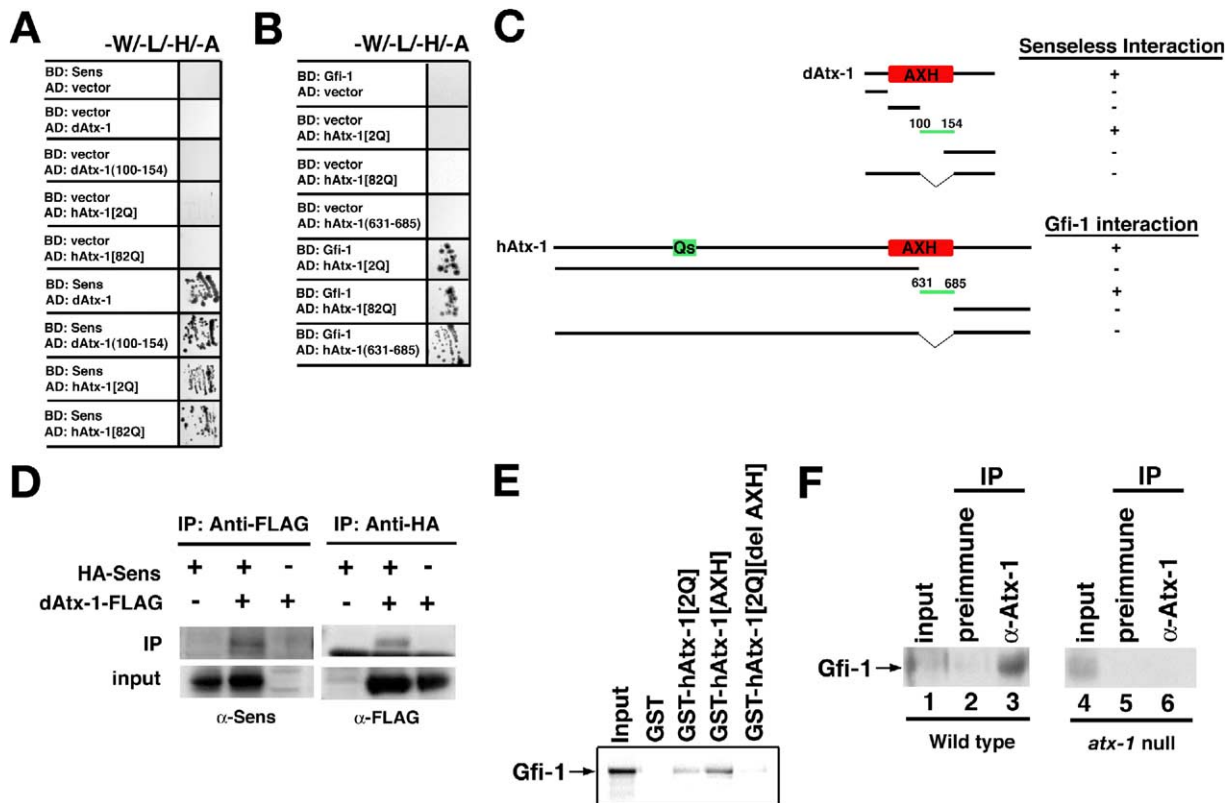 A
-W/-L/-H/-A
BD: Sens
AD: vector
BD: vector
AD: dAtx-1
BD: vector
AD: dAtx-1(100-154)
BD: vector
AD: hAtx-1[2Q]
BD: vector
AD: hAtx-1[82Q]
BD: Sens
AD: dAtx-1
BD: Sens
AD: dAtx-1(100-154)
BD: Sens
AD: hAtx-1[2Q]
BD: Sens
AD: hAtx-1[82Q]
B
-W/-L/-H/-A
BD: Gfi-1
AD: vector
BD: vector
AD: hAtx-1[2Q]
BD: vector
AD: hAtx-1[82Q]
BD: vector
AD: hAtx-1(631-685)
BD: Gfi-1
AD: hAtx-1[2Q]
BD: Gfi-1
AD: hAtx-1[82Q]
BD: Gfi-1
AD: hAtx-1(631-685)
C
Senseless Interaction
dAtx-1 AXH +
-
-
100 154 +
-
-
Gfi-1 interaction
hAtx-1 Qs AXH +
-
631 685 +
-
-
D
IP: Anti-FLAG IP: Anti-HA
HA-Sens + + - + + -
dAtx-1-FLAG - + + - + +
IP
input
α-Sens α-FLAG
E
Input
GST
GST-hAtx-1[2Q]
GST-hAtx-1[AXH]
GST-hAtx-1[2Q][del AXH]
Gfi-1
F
IP IP
input
preimmune
α-Atx-1
input
preimmune
α-Atx-1
Gfi-1
1 2 3 4 5 6
Wild type atx-1 null